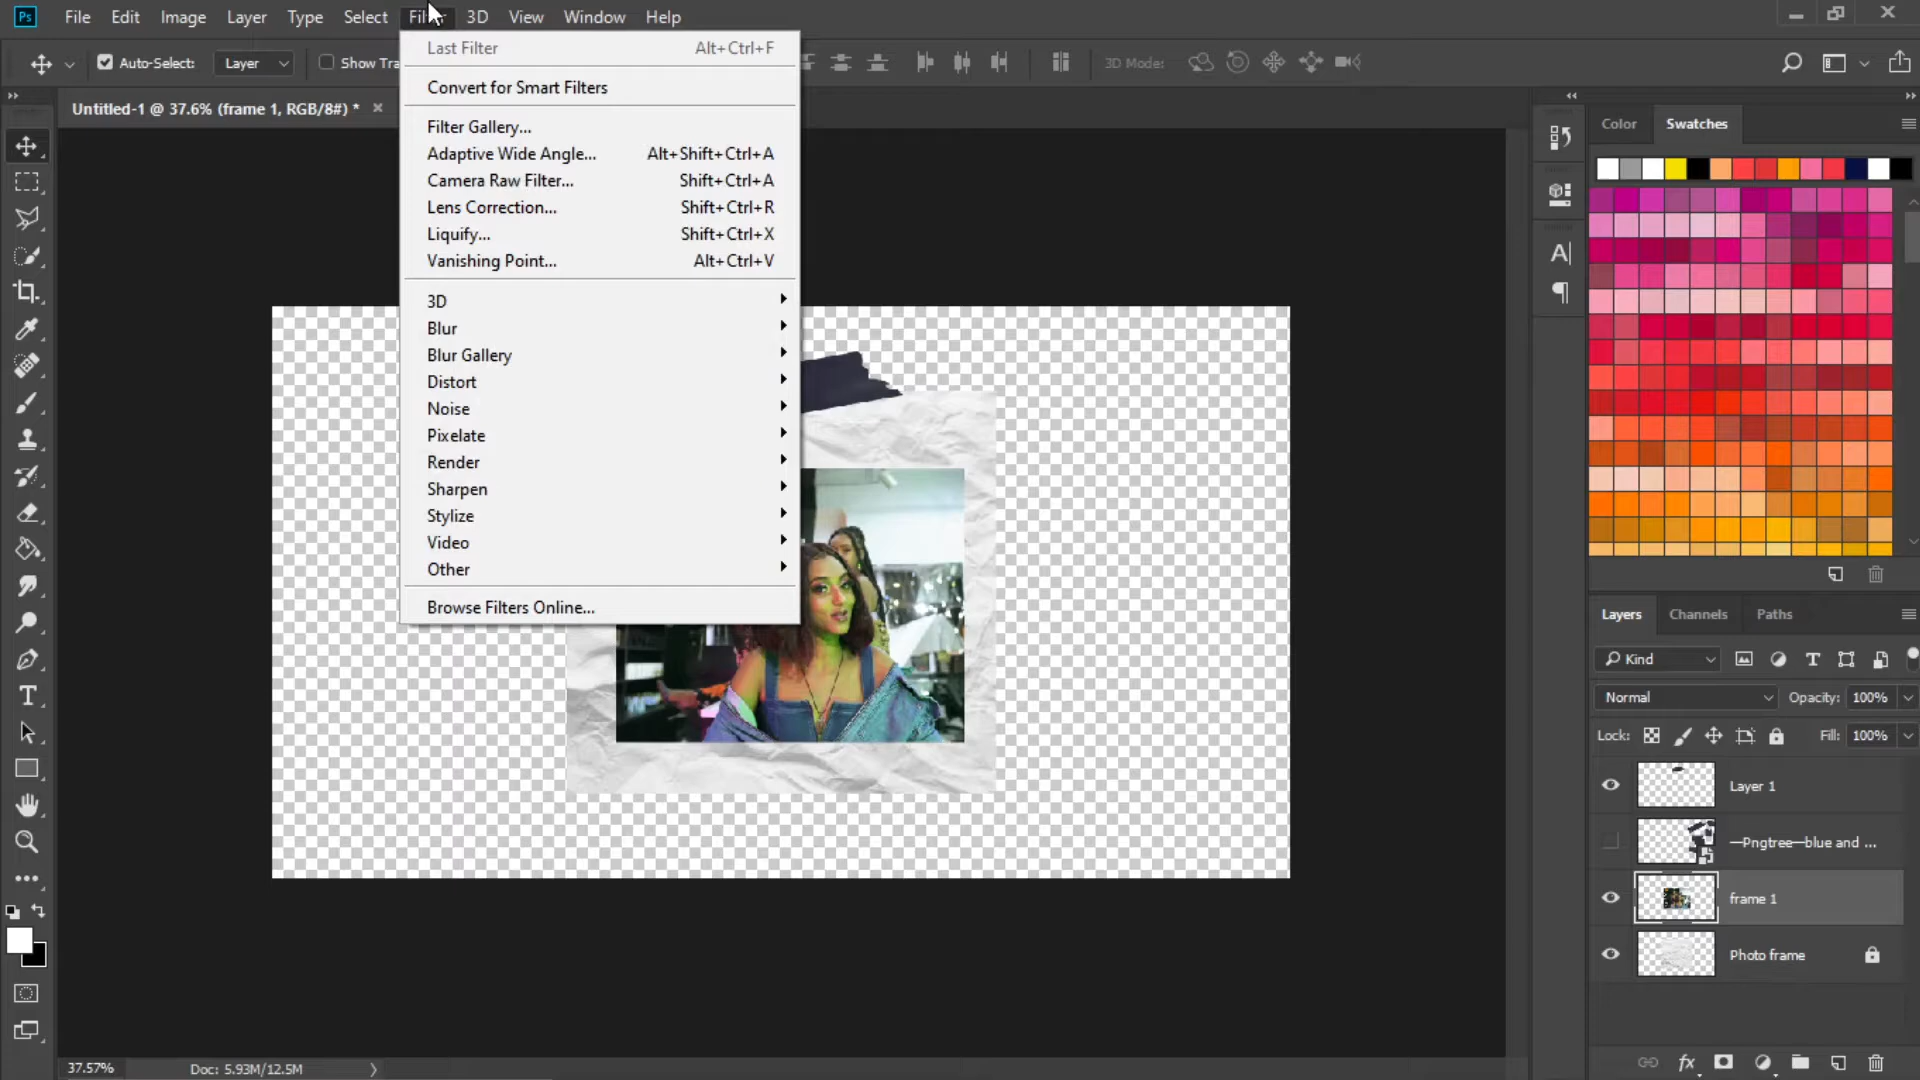 Ps File Edit Image Layer Type Select Filter 3D View Window Help
Auto-Select: Layer Show Tra 3D Mode:
Untitled-1 @ 37.6% (frame 1, RGB/8#) *
Last Filter Alt+Ctrl+F
Convert for Smart Filters
Filter Gallery...
Adaptive Wide Angle... Alt+Shift+Ctrl+A
Camera Raw Filter... Shift+Ctrl+A
Lens Correction... Shift+Ctrl+R
Liquify... Shift+Ctrl+X
Vanishing Point... Alt+Ctrl+V
3D
Blur
Blur Gallery
Distort
Noise
Pixelate
Render
Sharpen
Stylize
Video
Other
Browse Filters Online...
Color Swatches
Layers Channels Paths
Kind
Normal Opacity: 100%
Lock: Fill: 100%
Layer 1
—Pngtree—blue and ...
frame 1
Photo frame
fx
37.57% Doc: 5.93M/12.5M